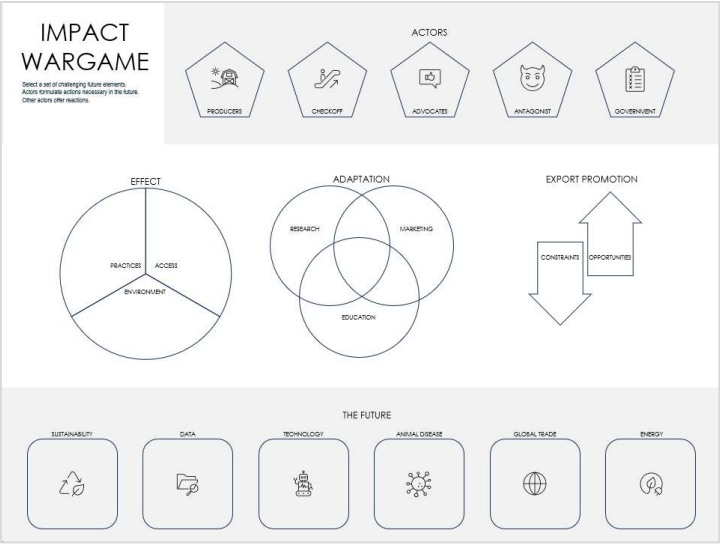 IMPACT
WARGAME
Select a set of challenging future elements.
Actors formulate actions necessary in the future.
Other actors offer reactions.
ACTORS
PRODUCERS
CHECKOFF
ADVOCATES
ANTAGONIST
GOVERNMENT
EFFECT
PRACTICES
ACCESS
ENVIRONMENT
ADAPTATION
RESEARCH
MARKETING
EDUCATION
EXPORT PROMOTION
CONSTRAINTS
OPPORTUNITIES
THE FUTURE
SUSTAINABILITY
DATA
TECHNOLOGY
ANIMAL DISEASE
GLOBAL TRADE
ENERGY